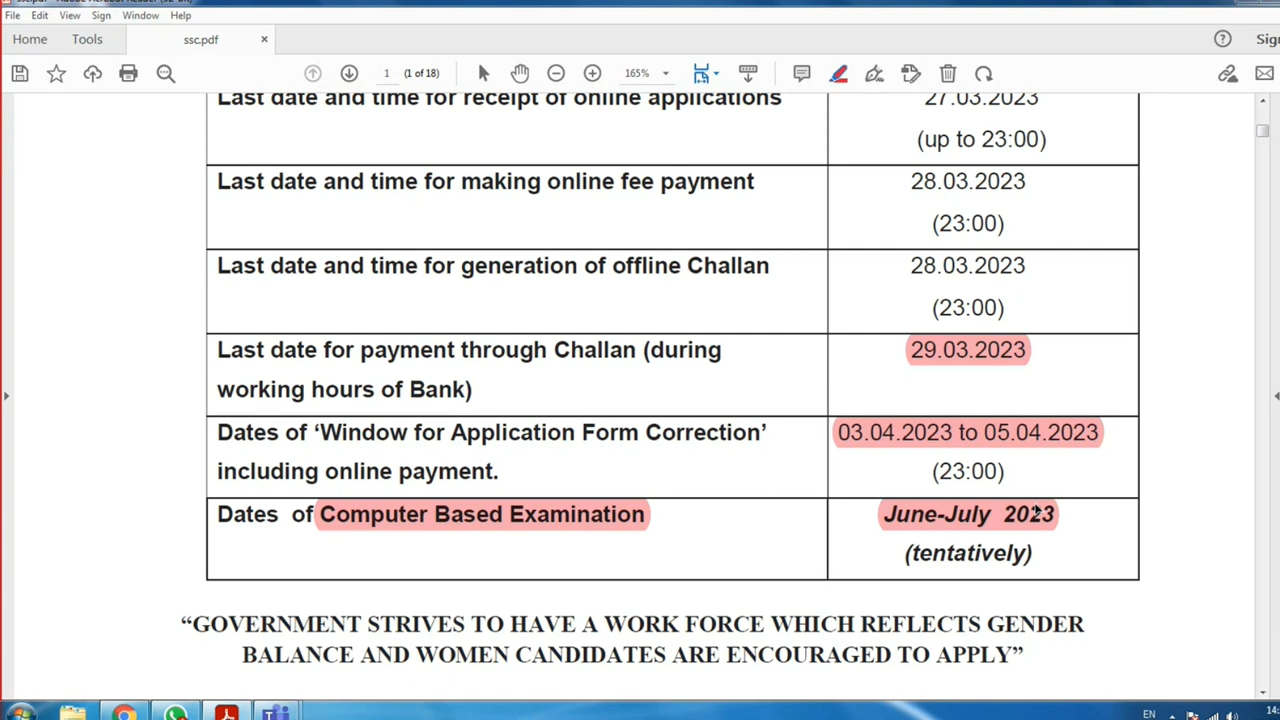 File Edit View Sign Window Help
Home Tools ssc.pdf × Sign
1 (1 of 18) 165%
Last date and time for receipt of online applications 27.03.2023
(up to 23:00)
Last date and time for making online fee payment 28.03.2023
(23:00)
Last date and time for generation of offline Challan 28.03.2023
(23:00)
Last date for payment through Challan (during 29.03.2023
working hours of Bank)
Dates of ‘Window for Application Form Correction’ 03.04.2023 to 05.04.2023
including online payment. (23:00)
Dates of Computer Based Examination June-July 2023
(tentatively)
“GOVERNMENT STRIVES TO HAVE A WORK FORCE WHICH REFLECTS GENDER
BALANCE AND WOMEN CANDIDATES ARE ENCOURAGED TO APPLY”
EN